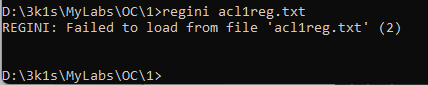 D:\3k1s\MyLabs\OC\1>regini acl1reg.txt
REGINI: Failed to load from file 'acl1reg.txt' (2)
D:\3k1s\MyLabs\OC\1>